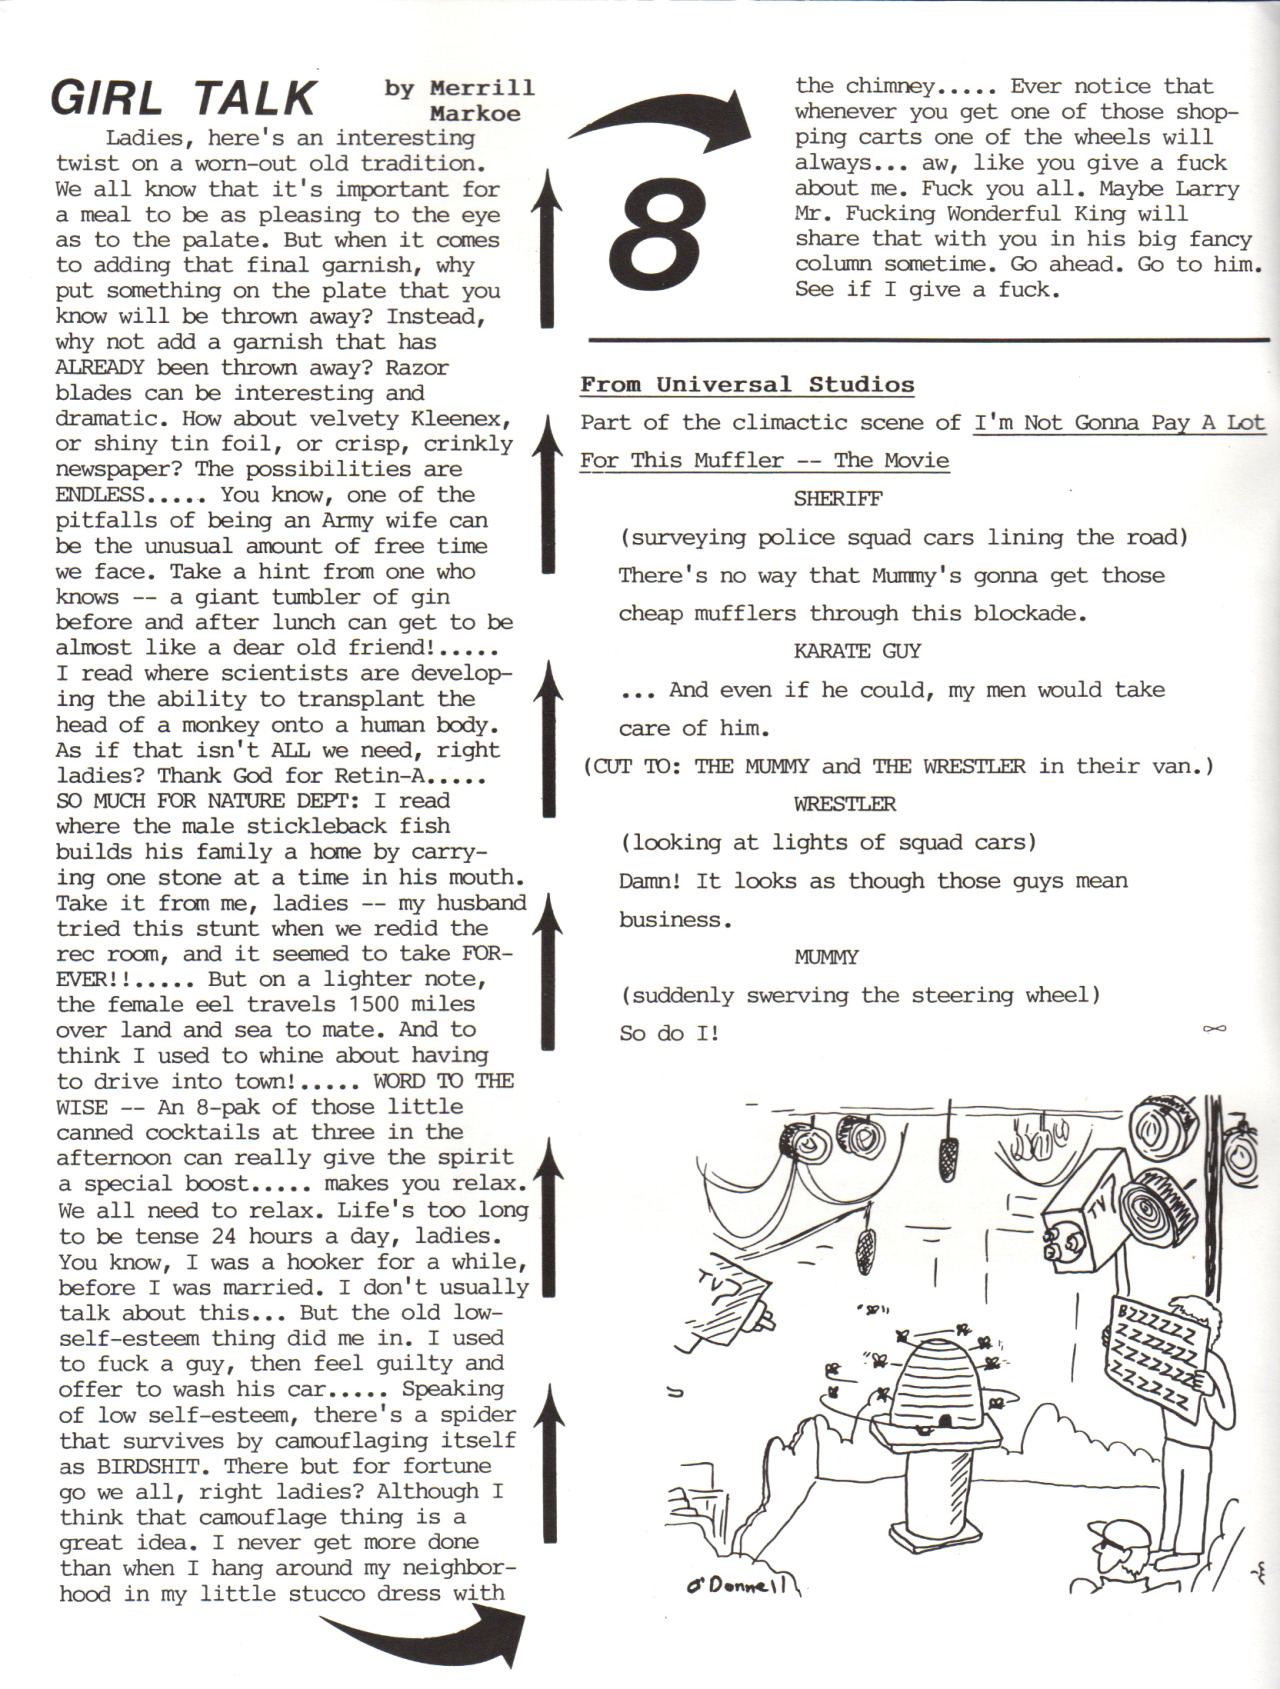 GIRL TALK
by Merrill
Markoe
Ladies, here's an interesting
twist on a worn-out old tradition.
We all know that it's important for
a meal to be as pleasing to the eye
as to the palate. But when it comes
to adding that final garnish, why
put something on the plate that you
know will be thrown away? Instead,
why not add a garnish that has
ALREADY been thrown away? Razor
blades can be interesting and
dramatic. How about velvety Kleenex,
or shiny tin foil, or crisp, crinkly
newspaper? The possibilities are
ENDLESS..... You know, one of the
pitfalls of being an Army wife can
be the unusual amount of free time
we face. Take a hint from one who
knows -- a giant tumbler of gin
before and after lunch can get to be
almost like a dear old friend!.....
I read where scientists are develop-
ing the ability to transplant the
head of a monkey onto a human body.
As if that isn't ALL we need, right
ladies? Thank God for Retin-A.....
SO MUCH FOR NATURE DEPT: I read
where the male stickleback fish
builds his family a home by carry-
ing one stone at a time in his mouth.
Take it from me, ladies -- my husband
tried this stunt when we redid the
rec room, and it seemed to take FOR-
EVER!!..... But on a lighter note,
the female eel travels 1500 miles
over land and sea to mate. And to
think I used to whine about having
to drive into town!..... WORD TO THE
WISE -- An 8-pak of those little
canned cocktails at three in the
afternoon can really give the spirit
a special boost..... makes you relax.
We all need to relax. Life's too long
to be tense 24 hours a day, ladies.
You know, I was a hooker for a while,
before I was married. I don't usually
talk about this... But the old low-
self-esteem thing did me in. I used
to fuck a guy, then feel guilty and
offer to wash his car..... Speaking
of low self-esteem, there's a spider
that survives by camouflaging itself
as BIRDSHIT. There but for fortune
go we all, right ladies? Although I
think that camouflage thing is a
great idea. I never get more done
than when I hang around my neighbor-
hood in my little stucco dress with
8
the chimney..... Ever notice that
whenever you get one of those shop-
ping carts one of the wheels will
always... aw, like you give a fuck
about me. Fuck you all. Maybe Larry
Mr. Fucking Wonderful King will
share that with you in his big fancy
column sometime. Go ahead. Go to him.
See if I give a fuck.
From Universal Studios
Part of the climactic scene of I'm Not Gonna Pay A Lot
For This Muffler -- The Movie
SHERIFF
(surveying police squad cars lining the road)
There's no way that Mummy's gonna get those
cheap mufflers through this blockade.
KARATE GUY
... And even if he could, my men would take
care of him.
(CUT TO: THE MUMMY and THE WRESTLER in their van.)
WRESTLER
(looking at lights of squad cars)
Damn! It looks as though those guys mean
business.
MUMMY
(suddenly swerving the steering wheel)
So do I!
TV
TV
BZZZZZZ
ZZZZZZZ
ZZZZZZZZ
ZZZZZZ
O'Donnell